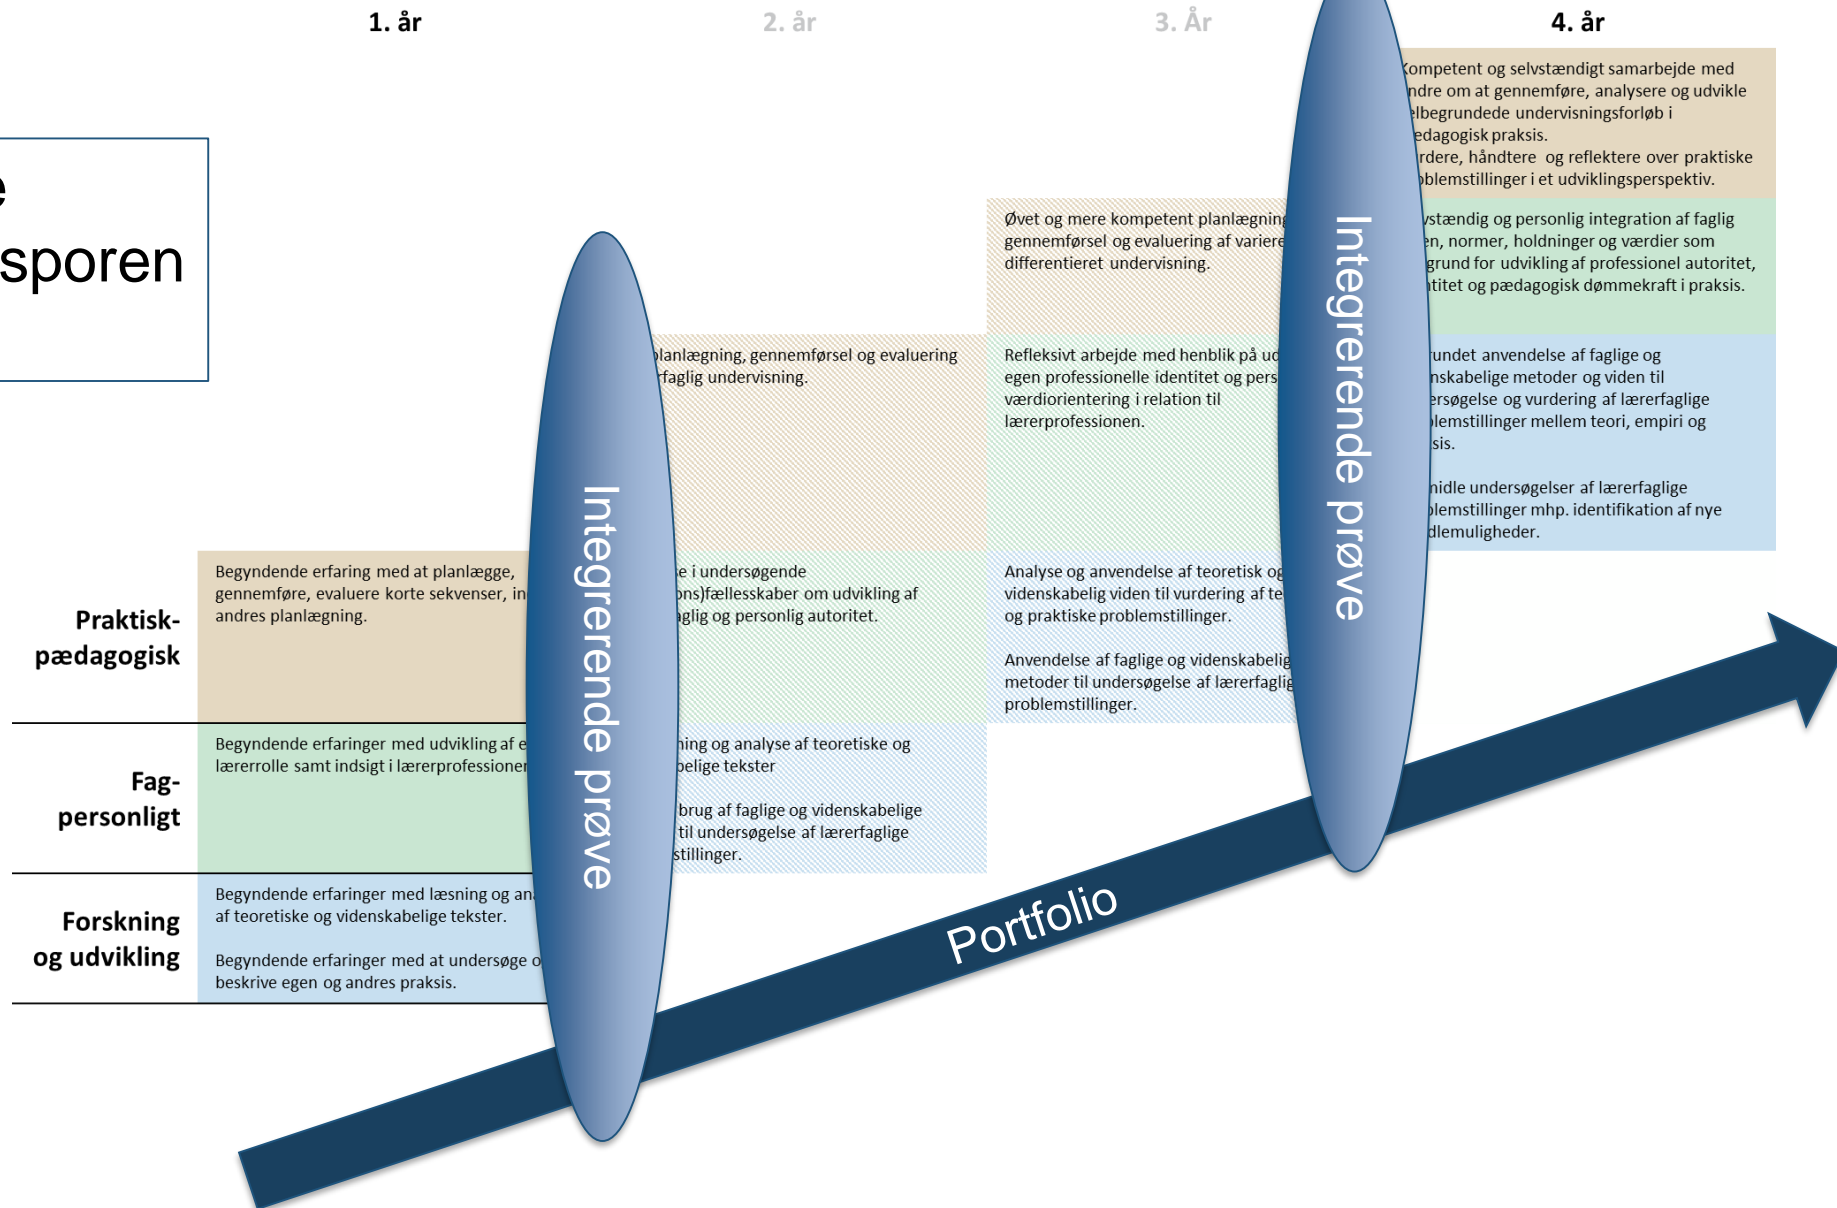 1. år
2. år
3. År
4. år
sporen
Praktisk-
pædagogisk
Fag-
personligt
Forskning
og udvikling
Begyndende erfaring med at planlægge,
gennemføre, evaluere korte sekvenser,
andres planlægning.
Begyndende erfaringer med udvikling af
lærerrolle samt indsigt i
Begyndende erfaringer med læsning og
af teoretiske og videnskabelige tekster.
Begyndende erfaringer med at undersøge
beskrive egen og andres praksis.
Integrerende prøve
planlægning, gennemførsel og evaluering
rfaglig undervisning.
se i undersøgende
ons)fællesskaber om udvikling af
aglig og personlig autoritet.
ning og analyse af teoretiske og
belige tekster
brug af faglige og videnskabelige
til undersøgelse af lærerfaglige
stillinger.
Øvet og mere kompetent planlægning
gennemførsel og evaluering af variere
differentieret undervisning.
Refleksivt arbejde med henblik på ud
egen professionelle identitet og pers
værdiorientering i relation til
lærerprofessionen.
Analyse og anvendelse af teoretisk og
videnskabelig viden til vurdering af te
og praktiske problemstillinger.
Anvendelse af faglige og videnskabelig
metoder til undersøgelse af lærerfaglig
problemstillinger.
Integrerende prøve
Kompetent og selvstændigt samarbejde med
ndre om at gennemføre, analysere og udvikle
elbegrundede undervisningsforløb i
edagogisk praksis.
rdere, håndtere og reflektere over praktiske
oblemstillinger i et udviklingsperspektiv.
vstændig og personlig integration af faglig
en, normer, holdninger og værdier som
grund for udvikling af professionel autoritet,
ntitet og pædagogisk dømmekraft i praksis.
rundet anvendelse af faglige og
nskabelige metoder og viden til
ersøgelse og vurdering af lærerfaglige
blemstillinger mellem teori, empiri og
sis.
midle undersøgelser af lærerfaglige
blemstillinger mhp. identifikation af nye
dlemuligheder.
Portfolio